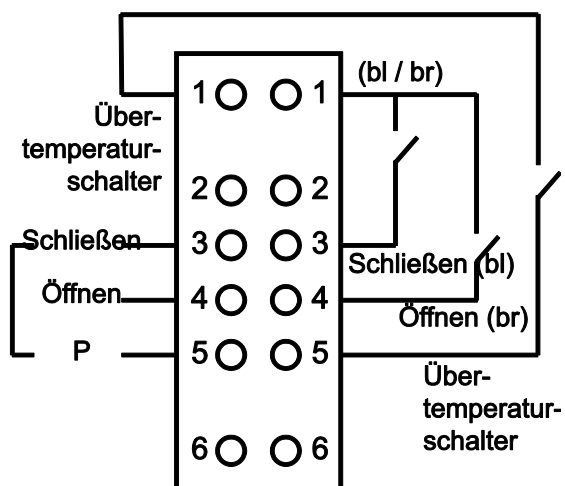 (bl / br)
1 1
Über-
temperatur-
schalter
2 2
Schließen 3 3
Schließen (bl)
Öffnen 4 4
Öffnen (br)
P 5 5
Über-
temperatur-
schalter
6 6